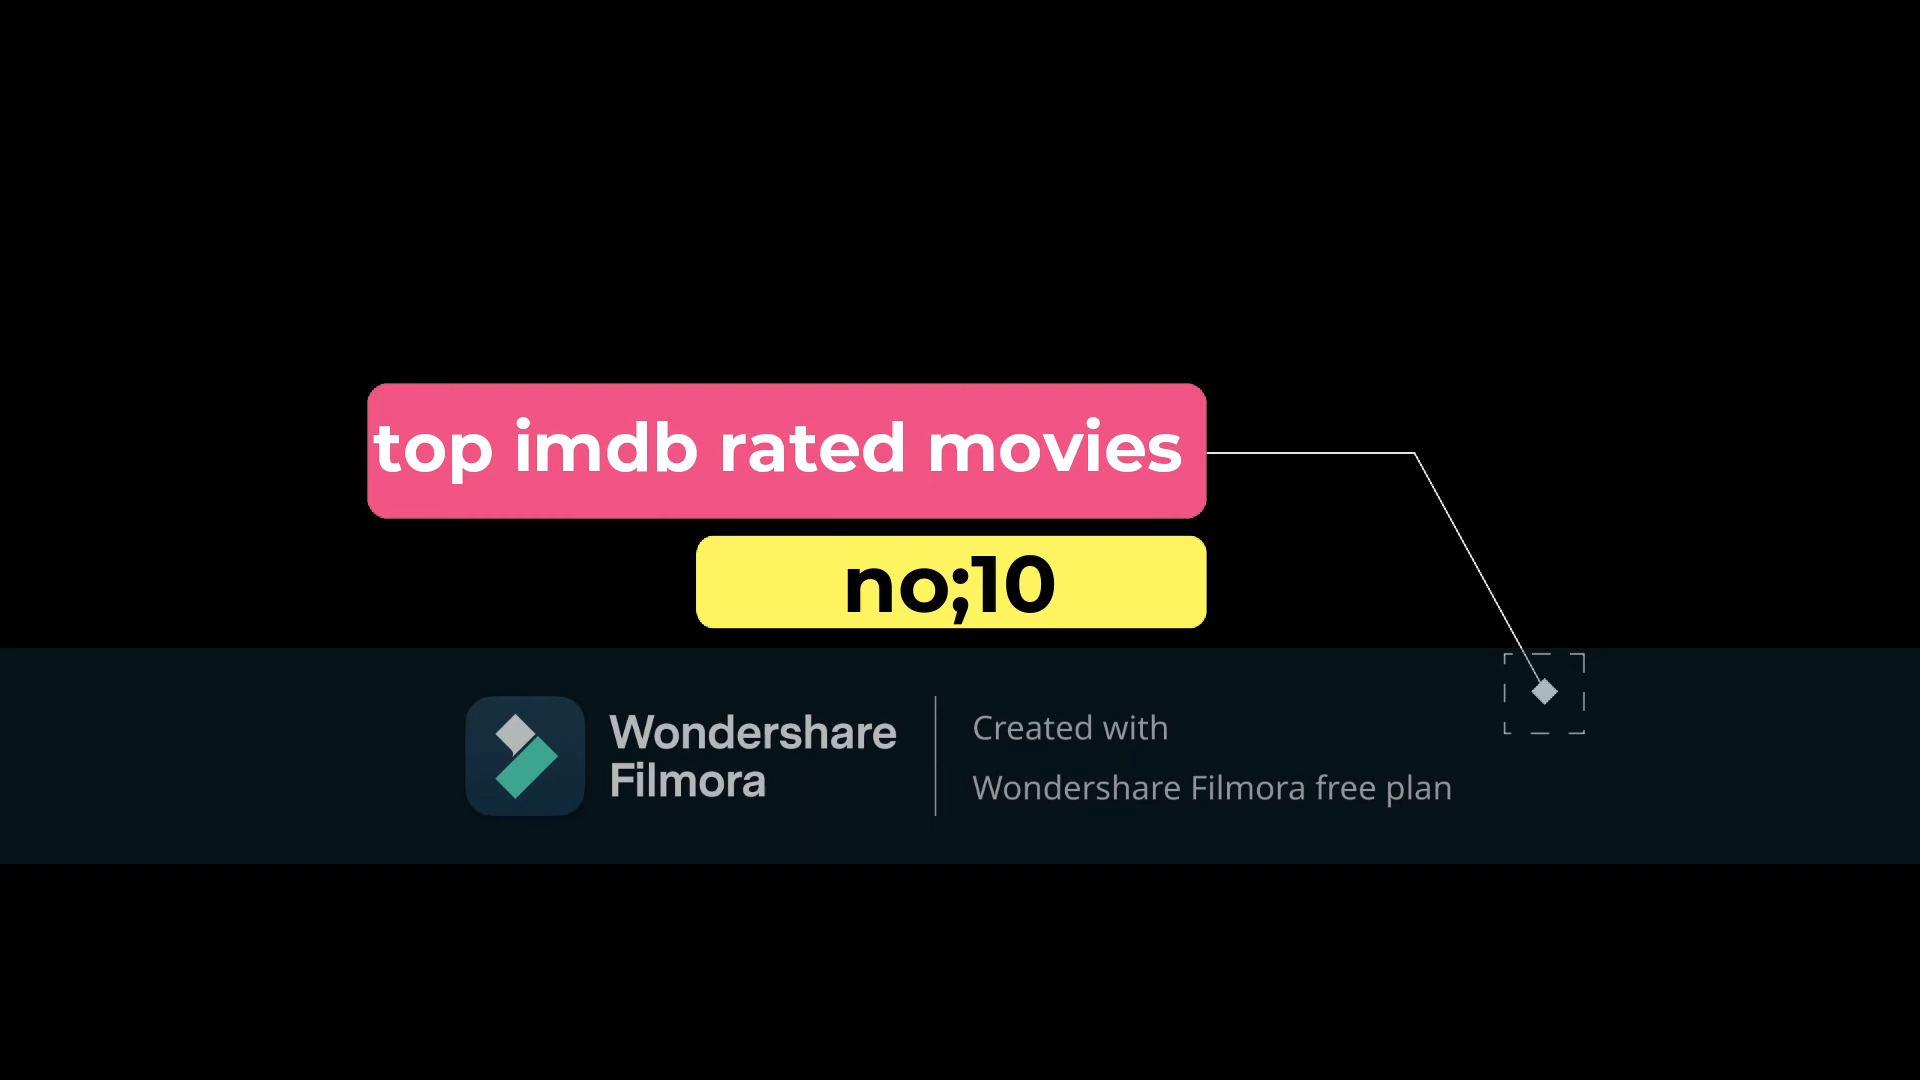 top imdb rated movies
no;10
Wondershare
Filmora
Created with
Wondershare Filmora free plan